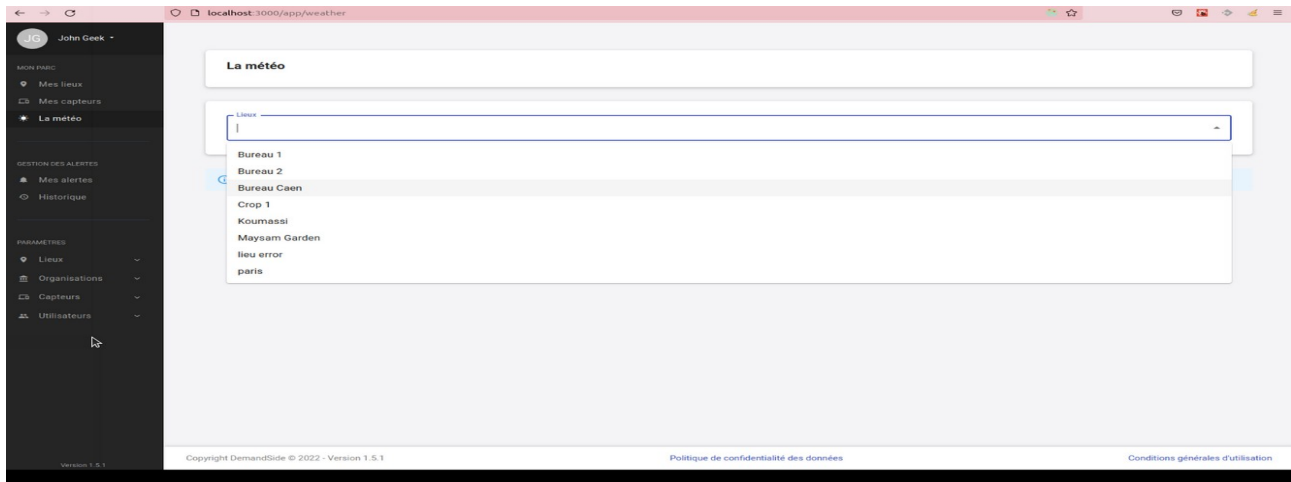 localhost:3000/app/weather
JG
John Geek
MON PARC
Mes lieux
Mes capteurs
La météo
GESTION DES ALERTES
Mes alertes
Historique
PARAMÈTRES
Lieux
Organisations
Capteurs
Utilisateurs
Version 1.5.1
La météo
Lieux
Bureau 1
Bureau 2
Bureau Caen
Crop 1
Koumassi
Maysam Garden
lieu error
paris
Copyright DemandSide © 2022 - Version 1.5.1
Politique de confidentialité des données
Conditions générales d'utilisation